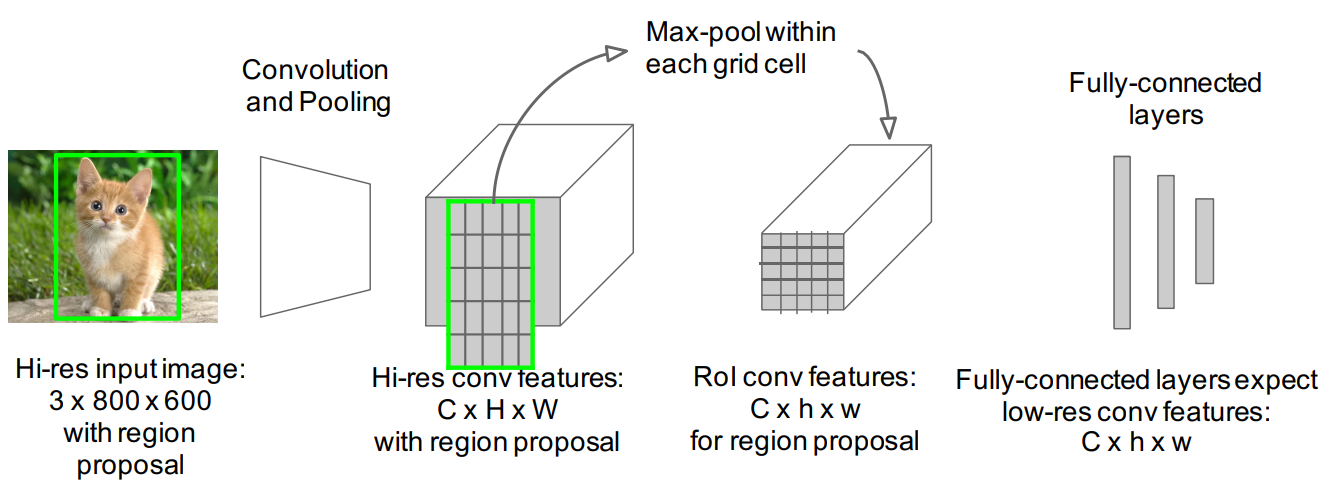 Convolution
and Pooling
Max-pool within
each grid cell
Fully-connected
layers
Hi-res input image:
3 x 800 x 600
with region
proposal
Hi-res conv features:
C x H x W
with region proposal
RoI conv features:
C x h x w
for region proposal
Fully-connected layers expect
low-res conv features:
C x h x w